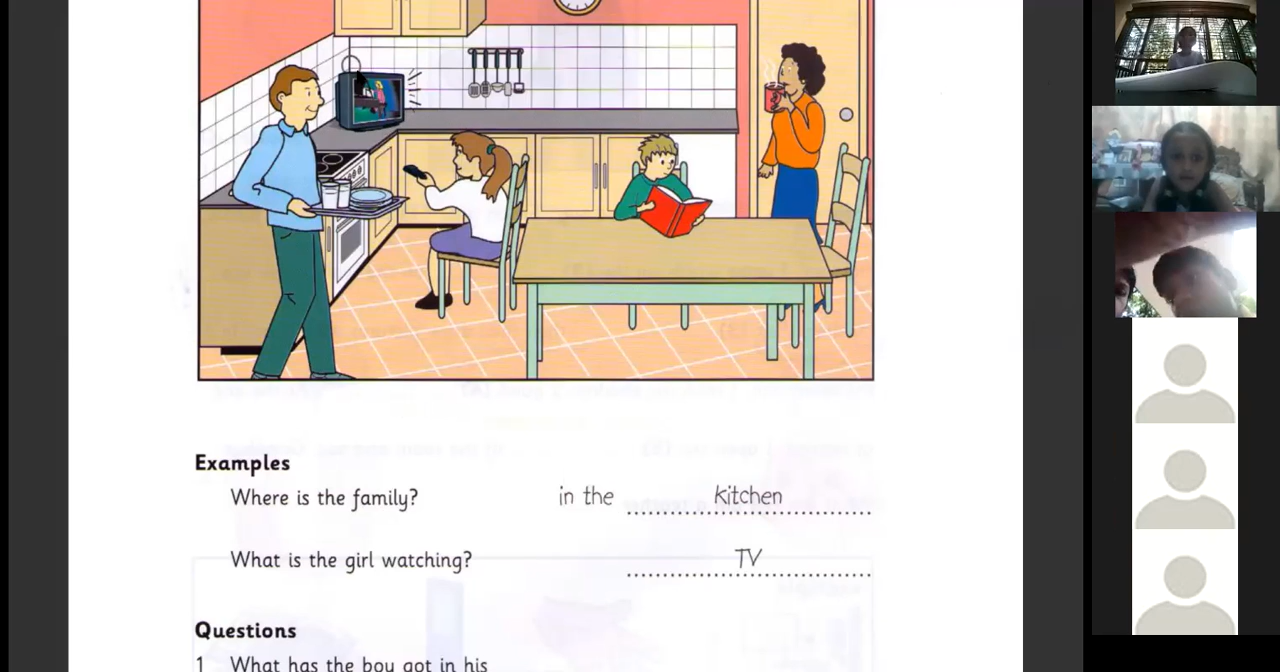 Examples
Where is the family? in the kitchen
What is the girl watching? TV
Questions
1 What has the boy got in his